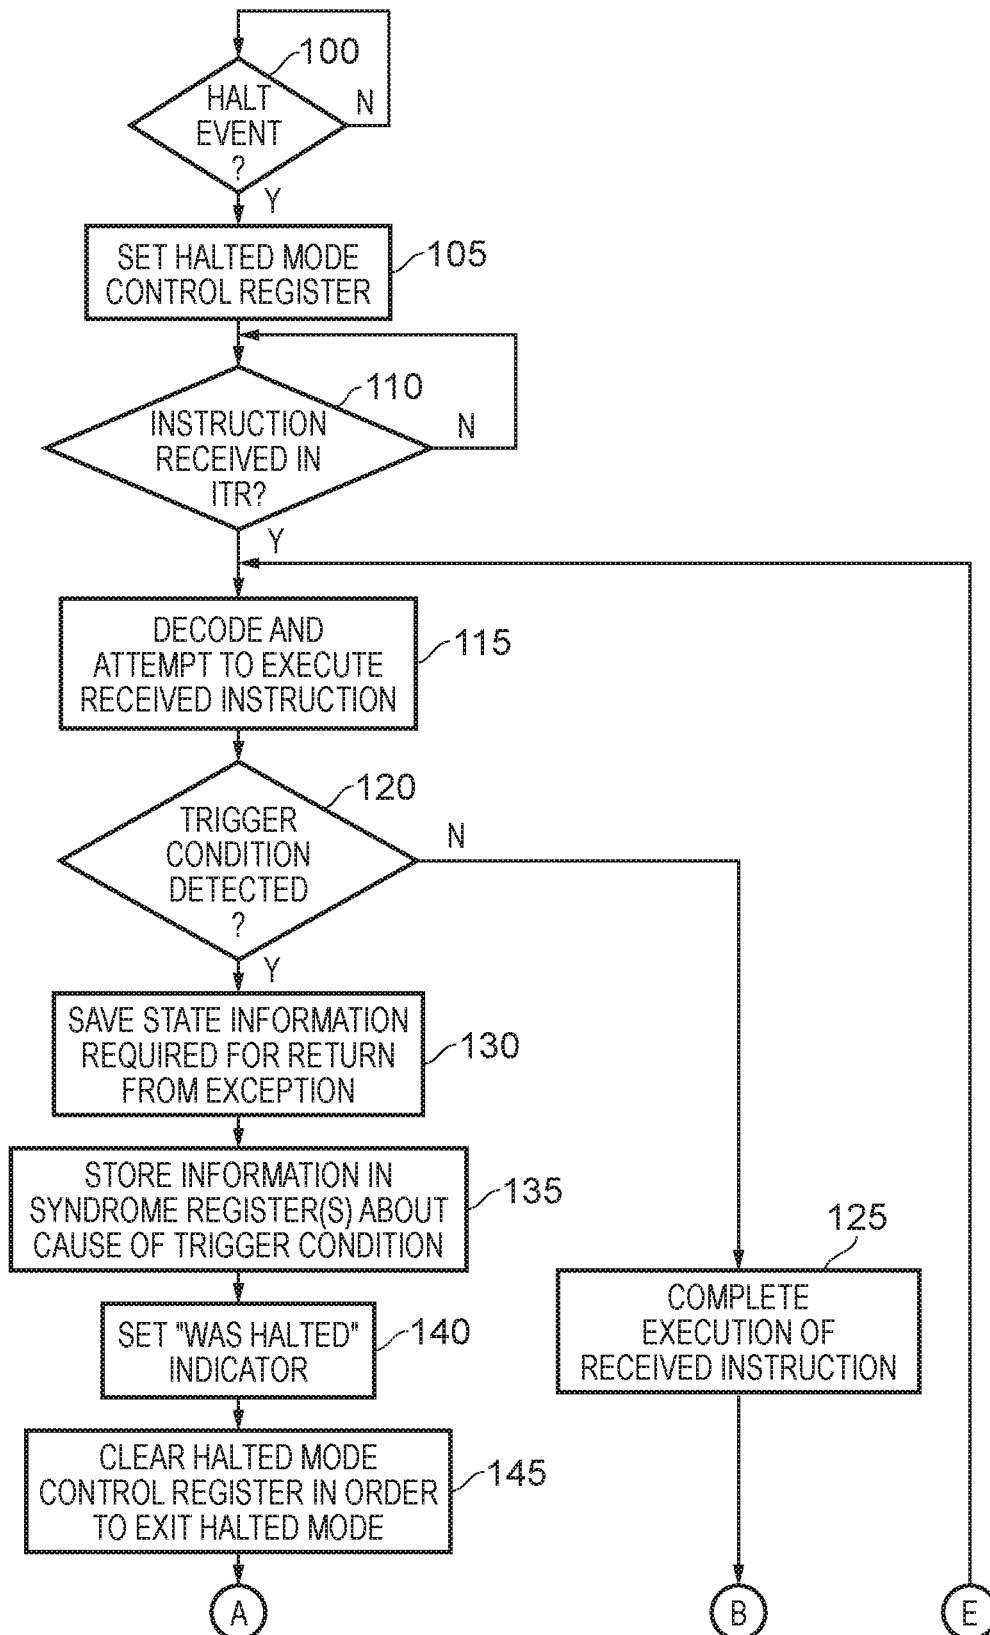 100
HALT
EVENT
?
N
Y
SET HALTED MODE
CONTROL REGISTER
105
110
INSTRUCTION
RECEIVED IN
ITR?
N
Y
DECODE AND
ATTEMPT TO EXECUTE
RECEIVED INSTRUCTION
115
120
TRIGGER
CONDITION
DETECTED
?
N
Y
SAVE STATE INFORMATION
REQUIRED FOR RETURN
FROM EXCEPTION
130
STORE INFORMATION IN
SYNDROME REGISTER(S) ABOUT
CAUSE OF TRIGGER CONDITION
135
125
COMPLETE
EXECUTION OF
RECEIVED INSTRUCTION
SET "WAS HALTED"
INDICATOR
140
CLEAR HALTED MODE
CONTROL REGISTER IN ORDER
TO EXIT HALTED MODE
145
A
B
E